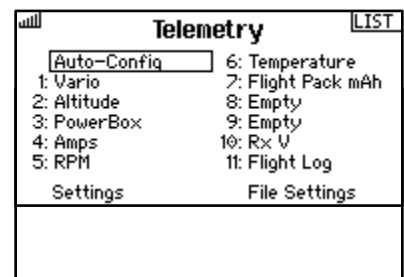 Telemetry
LIST
Auto-Config
1: Vario
2: Altitude
3: PowerBox
4: Amps
5: RPM
6: Temperature
7: Flight Pack mAh
8: Empty
9: Empty
10: Rx V
11: Flight Log
Settings
File Settings